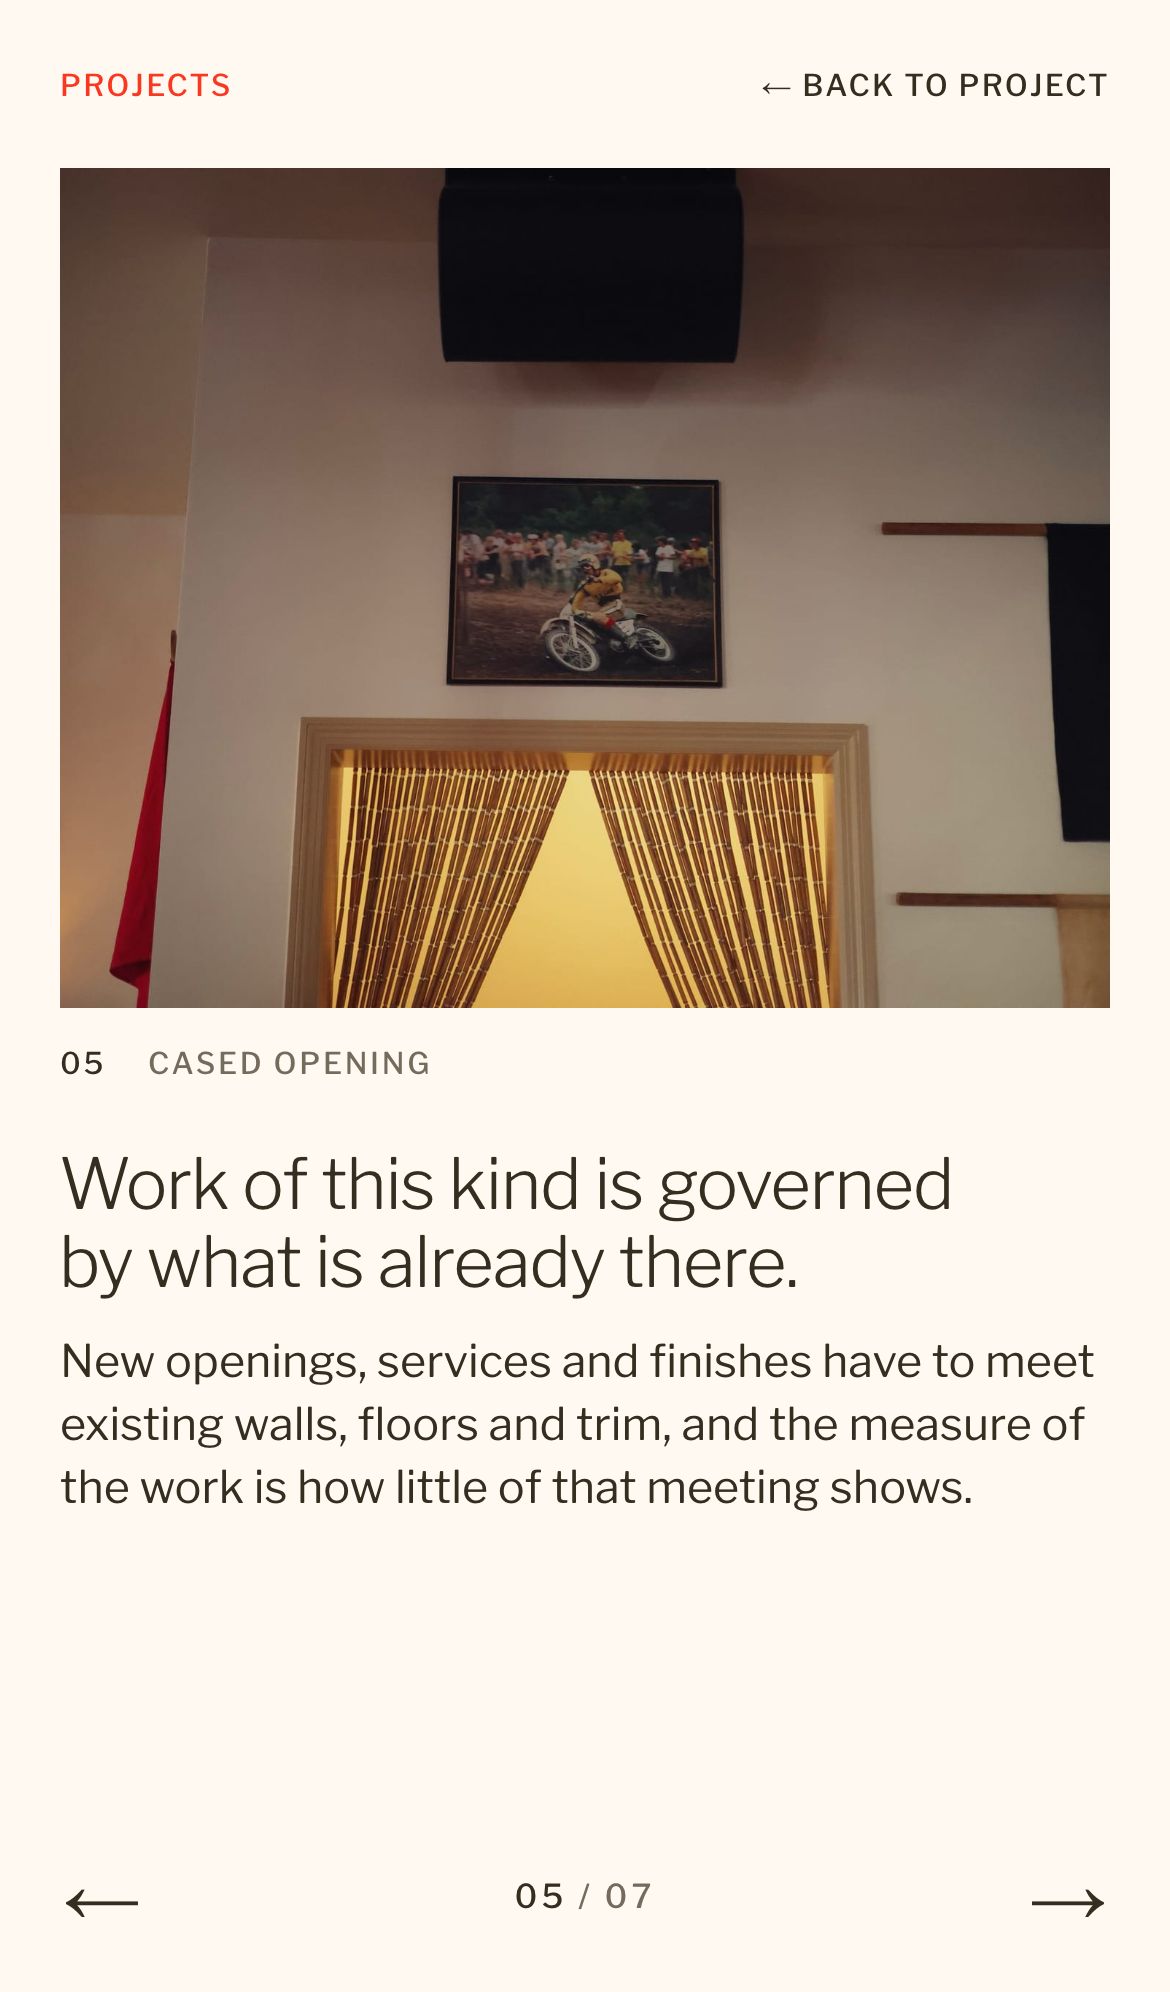 PROJECTS
← BACK TO PROJECT
05 CASED OPENING
Work of this kind is governed
by what is already there.
New openings, services and finishes have to meet
existing walls, floors and trim, and the measure of
the work is how little of that meeting shows.
← 05 / 07 →